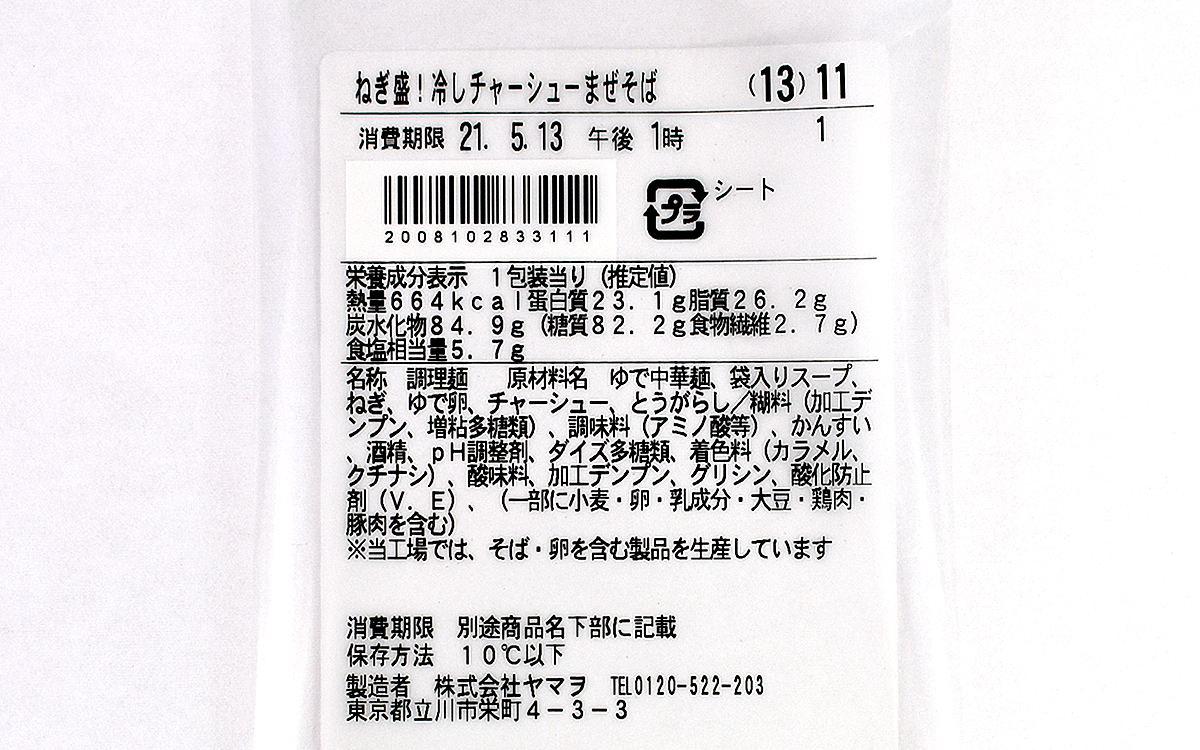 ねぎ盛！冷しチャーシューまぜそば （13）11
消費期限 21. 5.13 午後 1時 1
プラ シート
2008102833111
栄養成分表示　１包装当り（推定値）
熱量６６４ｋｃａｌ蛋白質２３．１ｇ脂質２６．２ｇ
炭水化物８４．９ｇ（糖質８２．２ｇ食物繊維２．７ｇ）
食塩相当量５．７ｇ
名称　調理麺　　原材料名　ゆで中華麺、袋入りスープ、
ねぎ、ゆで卵、チャーシュー、とうがらし／糊料（加工デ
ンプン、増粘多糖類）、調味料（アミノ酸等）、かんすい
、酒精、ｐＨ調整剤、ダイズ多糖類、着色料（カラメル、
クチナシ）、酸味料、加工デンプン、グリシン、酸化防止
剤（Ｖ．Ｅ）、（一部に小麦・卵・乳成分・大豆・鶏肉・
豚肉を含む）
※当工場では、そば・卵を含む製品を生産しています
消費期限　別途商品名下部に記載
保存方法　１０℃以下
製造者　株式会社ヤマヲ　TEL0120-522-203
東京都立川市栄町４－３－３